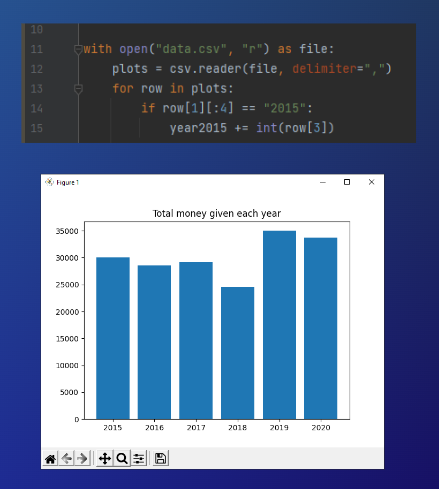 10
11 with open("data.csv", "r") as file:
12 plots = csv.reader(file, delimiter=",")
13 for row in plots:
14 if row[1][:4] == "2015":
15 year2015 += int(row[3])
Figure 1
Total money given each year
35000
30000
25000
20000
15000
10000
5000
0
2015 2016 2017 2018 2019 2020